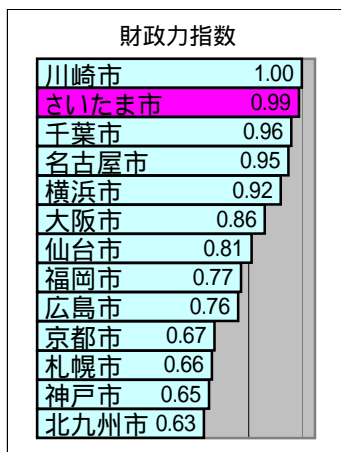 財政力指数
川崎市 1.00
さいたま市 0.99
千葉市 0.96
名古屋市 0.95
横浜市 0.92
大阪市 0.86
仙台市 0.81
福岡市 0.77
広島市 0.76
京都市 0.67
札幌市 0.66
神戸市 0.65
北九州市 0.63